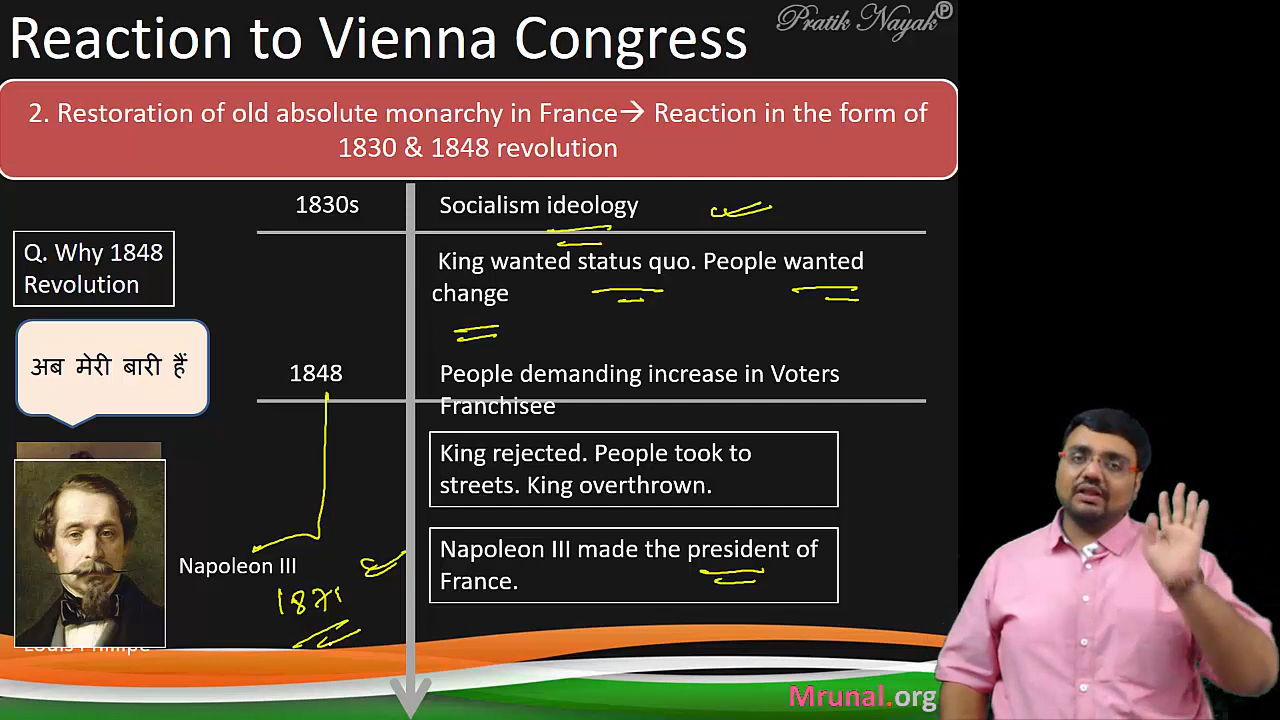 Reaction to Vienna Congress
Pratik Nayak Ⓟ
2. Restoration of old absolute monarchy in France→ Reaction in the form of
1830 & 1848 revolution
1830s
Socialism ideology
Q. Why 1848
Revolution
King wanted status quo. People wanted
change
अब मेरी बारी हैं
1848
People demanding increase in Voters
Franchisee
King rejected. People took to
streets. King overthrown.
Napoleon III
Napoleon III made the president of
France.
Louis Philipe
Mrunal.org